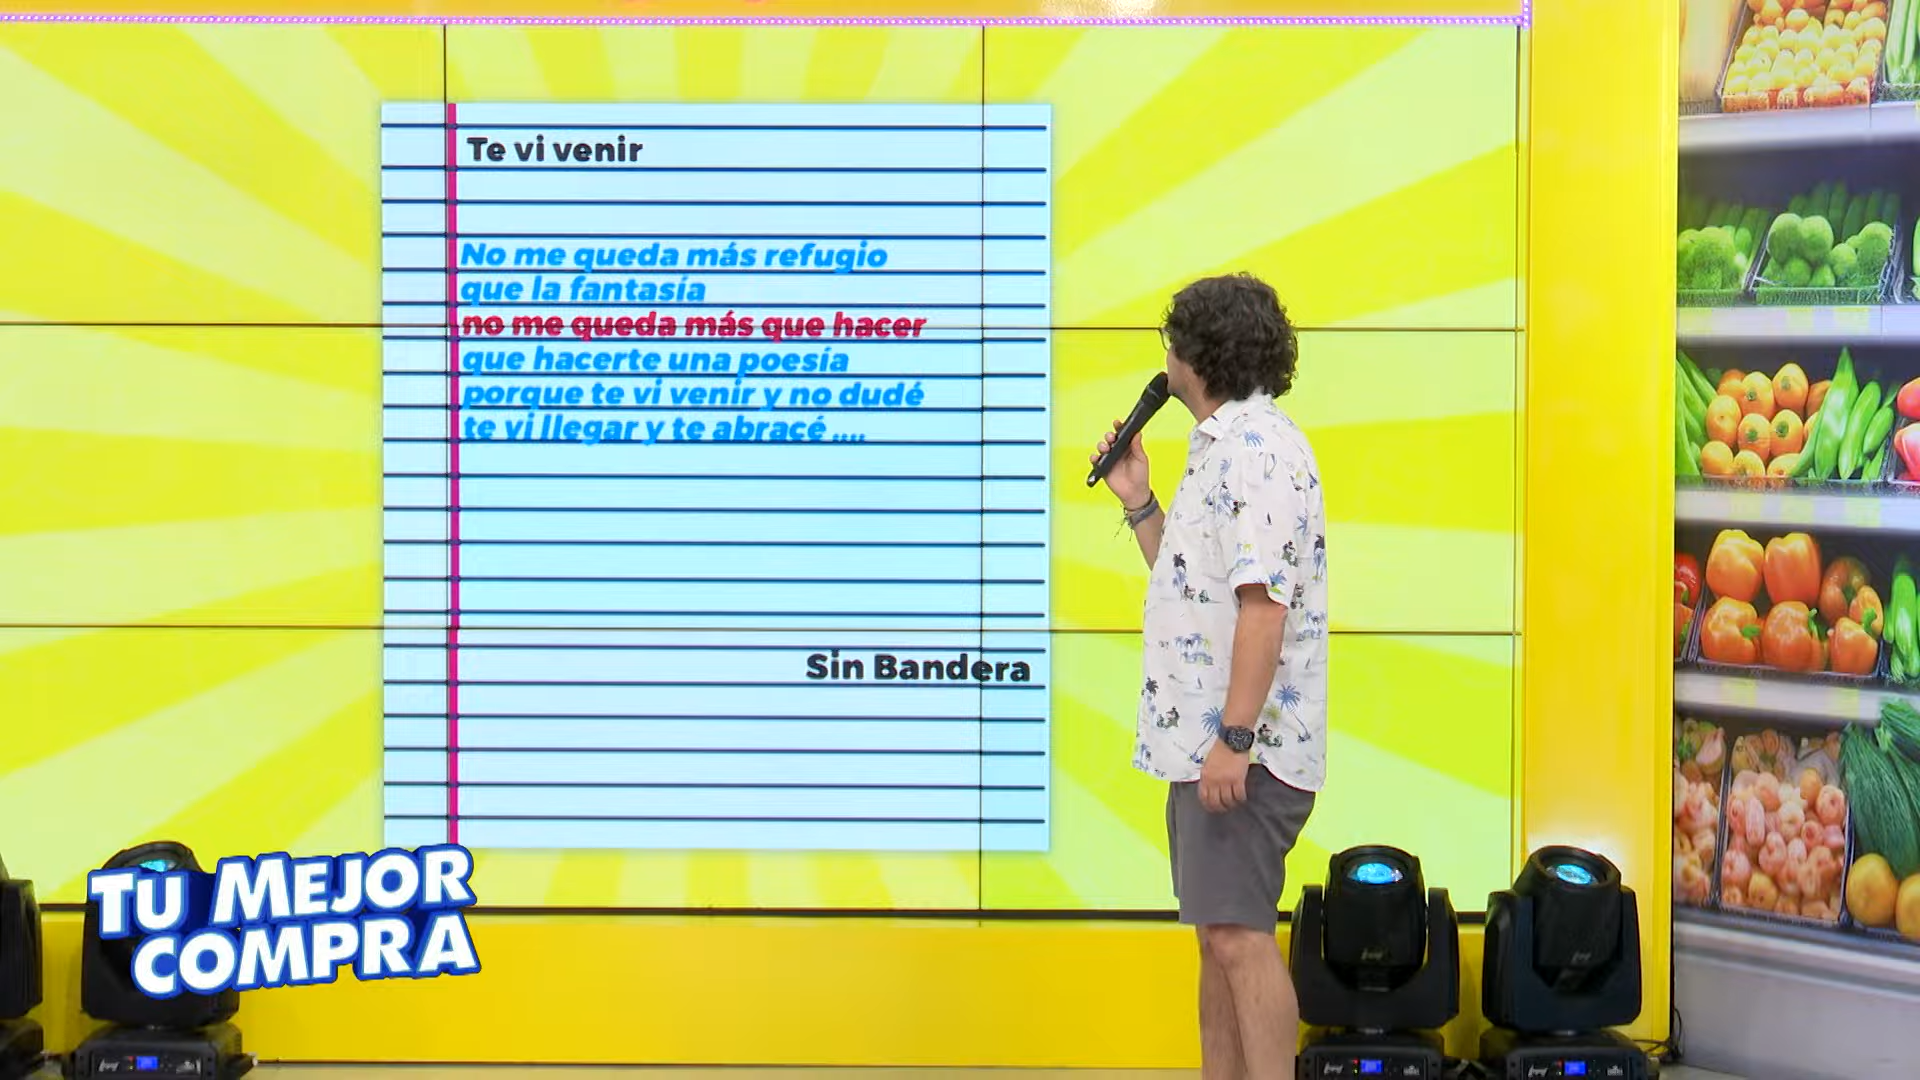 Te vi venir
No me queda más refugio
que la fantasía
no me queda más que hacer
que hacerte una poesía
porque te vi venir y no dudé
te vi llegar y te abracé ....
Sin Bandera
TU MEJOR
COMPRA